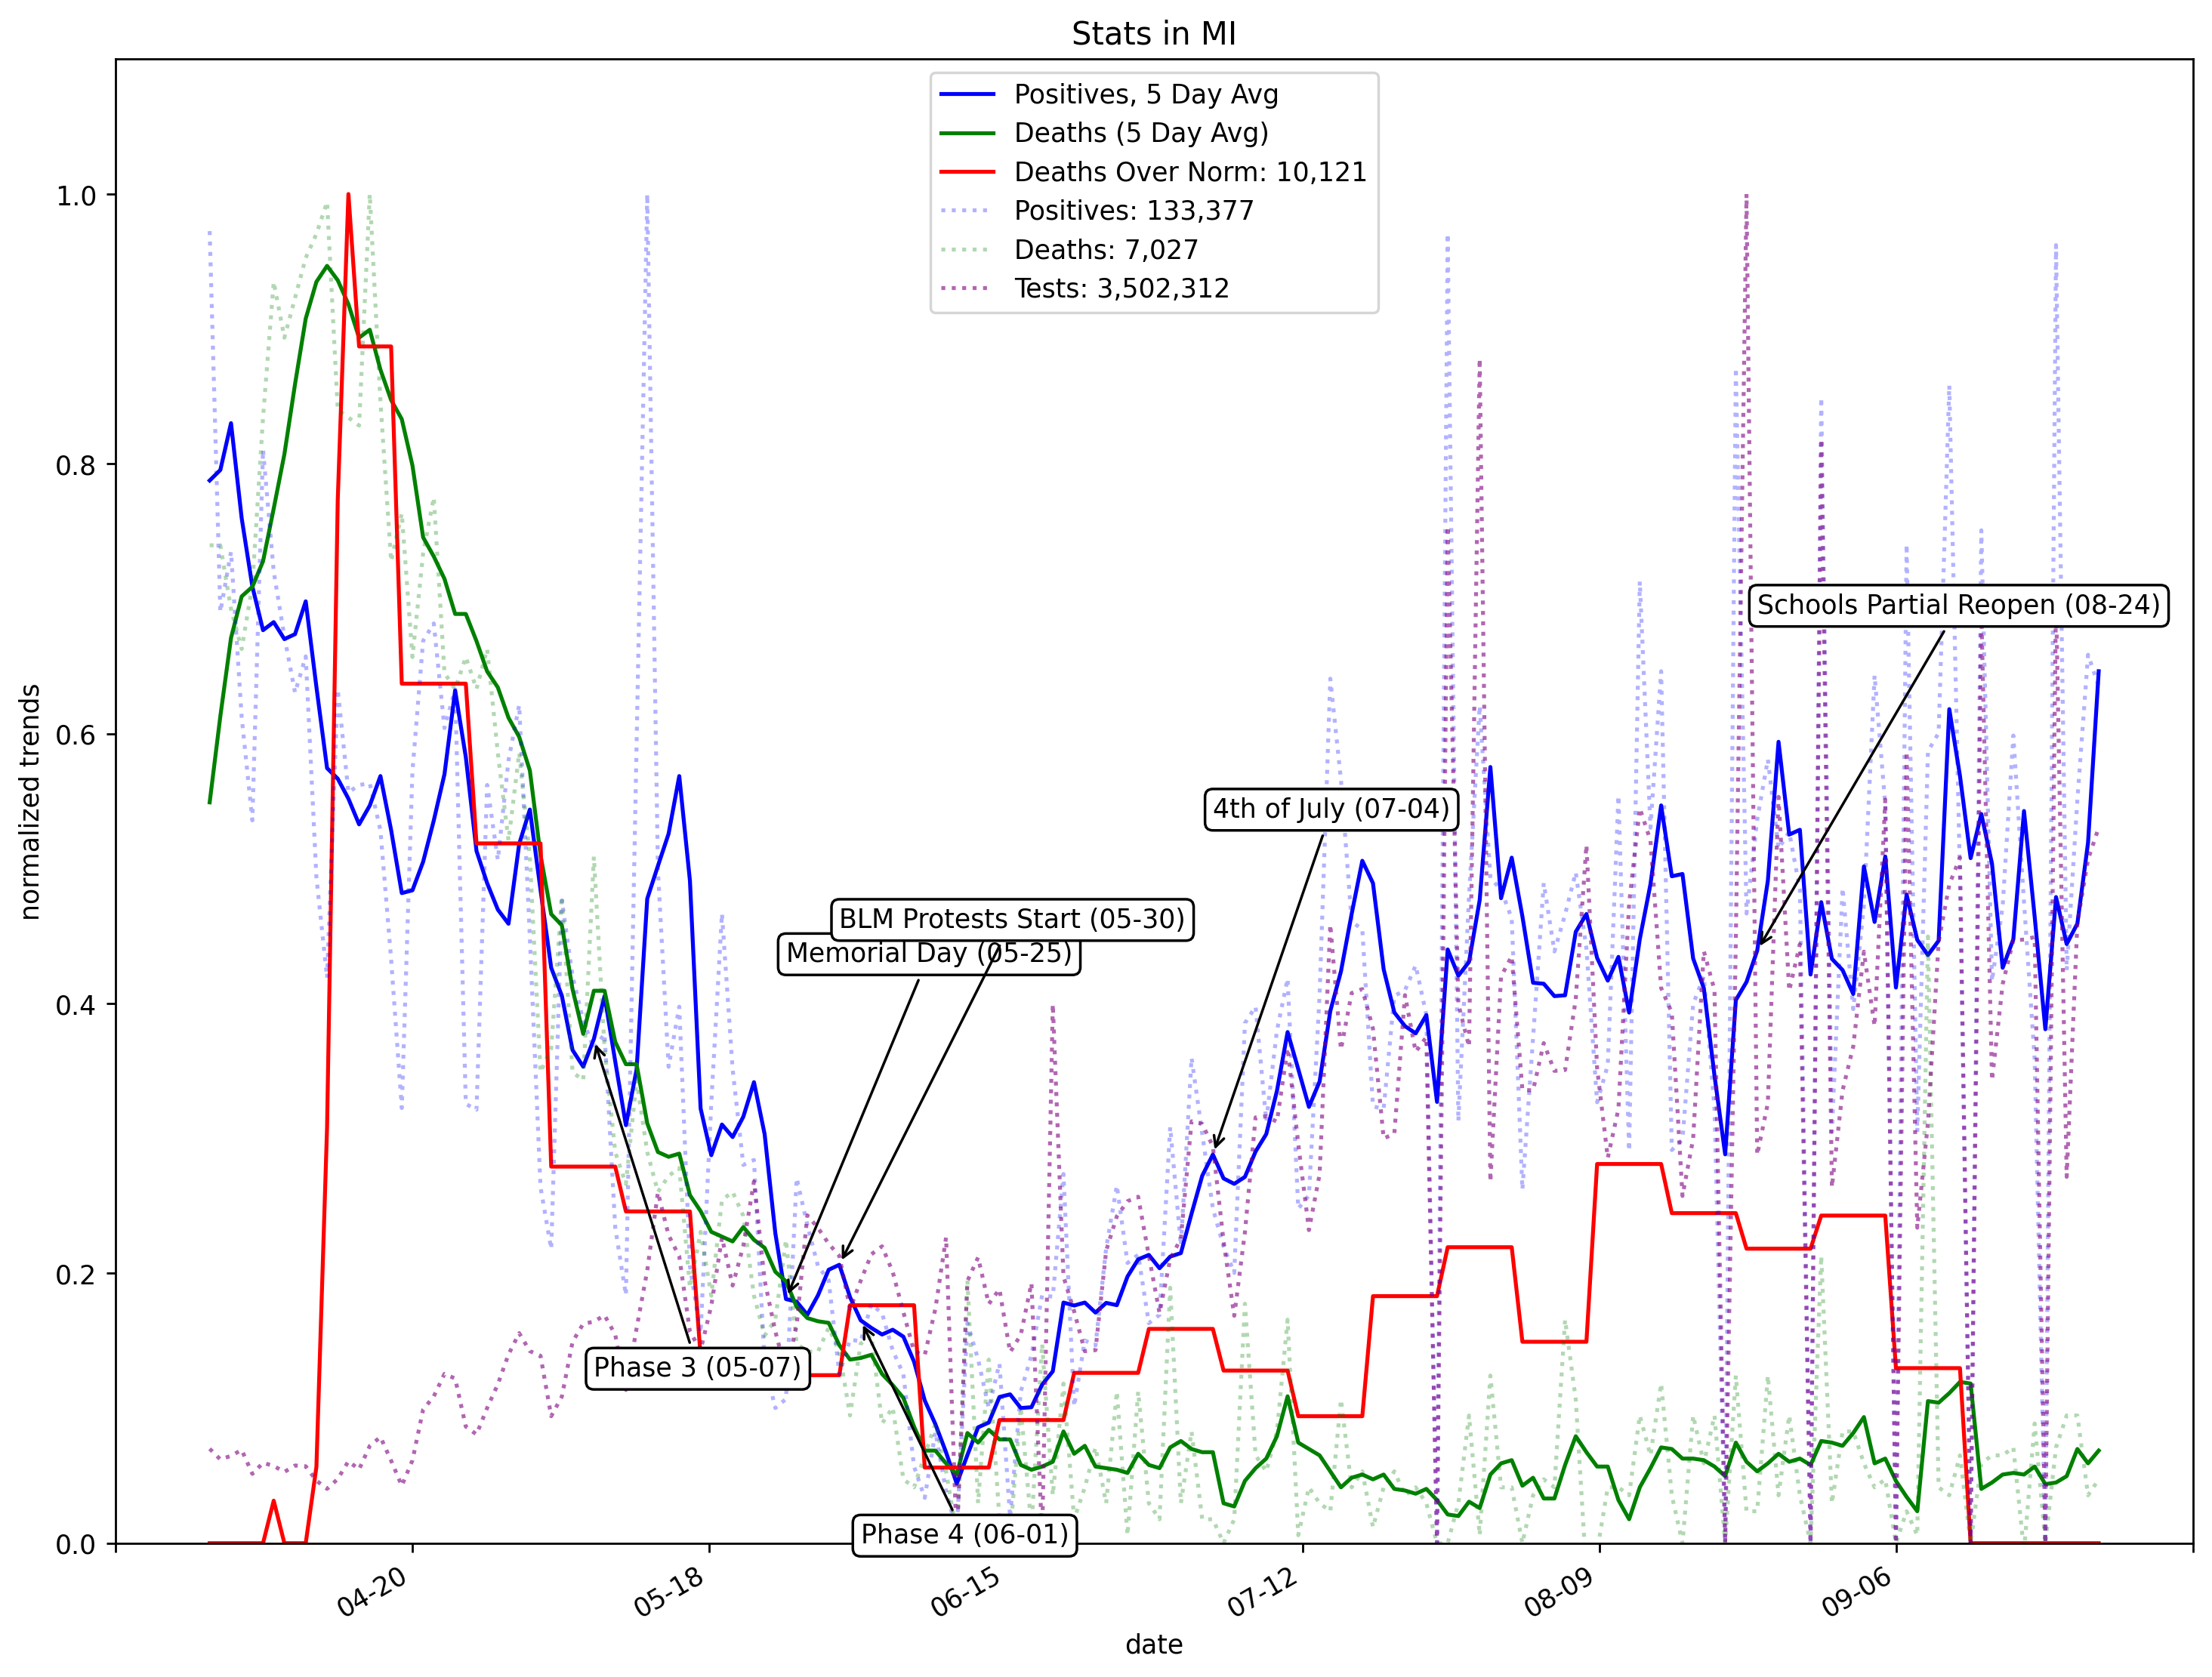 Stats in MI
Positives, 5 Day Avg
Deaths (5 Day Avg)
Deaths Over Norm: 10,121
Positives: 133,377
Deaths: 7,027
Tests: 3,502,312
normalized trends
1.0
0.8
0.6
0.4
0.2
0.0
Schools Partial Reopen (08-24)
4th of July (07-04)
BLM Protests Start (05-30)
Memorial Day (05-25)
Phase 3 (05-07)
Phase 4 (06-01)
04-20
05-18
06-15
07-12
08-09
09-06
date